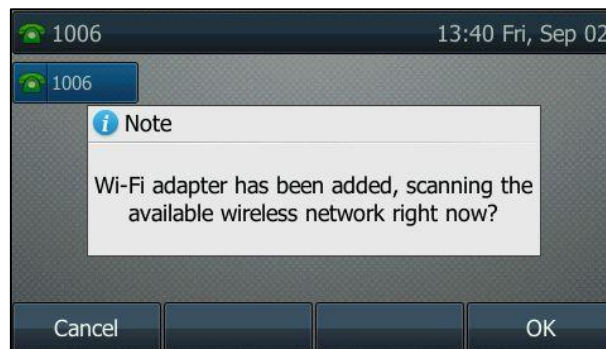 1006 13:40 Fri, Sep 02
1006
Note
Wi-Fi adapter has been added, scanning the
available wireless network right now?
Cancel OK